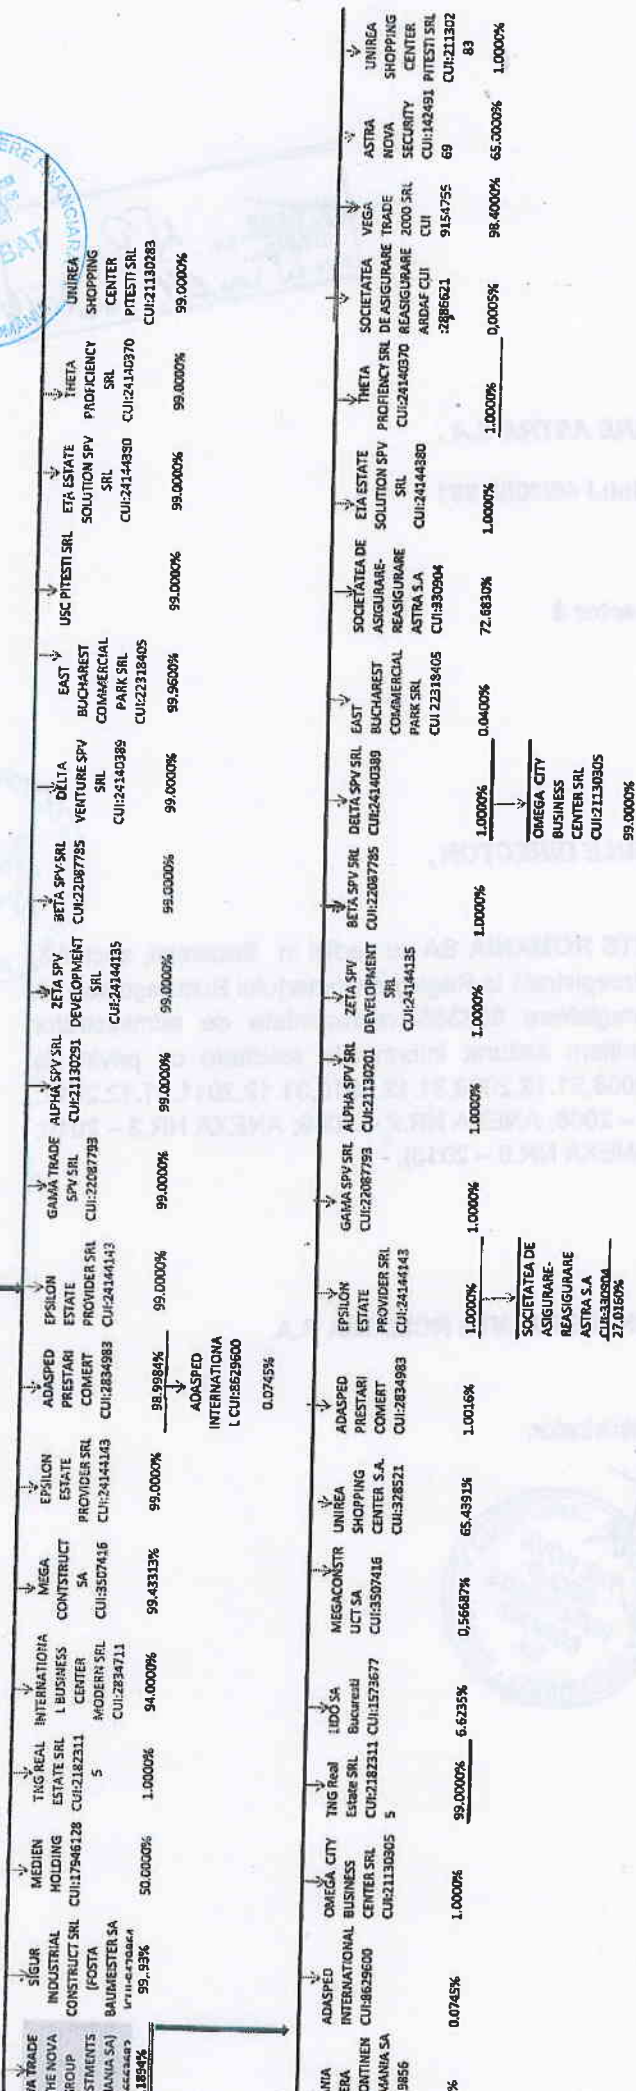 SIGUR
INDUSTRIAL
CONSTRUCT SRL
(FOSTA
BAUMEISTER SA
99,.93%
MEDIEN
HOLDING
CUI:17946128
50.0000%
TNG REAL
ESTATE SRL
CUI:2182311
5
1.0000%
INTERNATIONA
L BUSINESS
CENTER
MODERN SRL
CUI:2834711
94.0000%
MEGA
CONTSTRUCT
SA
CUI:3507416
99.43313%
EPSILON
ESTATE
PROVIDER SRL
CUI:24144143
99.0000%
ADASPED
PRESTARI
COMERT
CUI:2834983
98.9984%
ADASPED
INTERNATIONA
L CUI:8629600
0.0745%
EPSILON
ESTATE
PROVIDER SRL
CUI:24144143
99.0000%
GAMA TRADE
SPV SRL
CUI:22087793
99.0000%
ALPHA SPV SRL
CUI:21130291
99.0000%
ZETA SPV
DEVELOPMENT
SRL
CUI:24144135
99.0000%
BETA SPV SRL
CUI:22087785
99.0000%
DELTA
VENTURE SPV
SRL
CUI:24140389
99.0000%
EAST
BUCHAREST
COMMERCIAL
PARK SRL
CUI:22318405
99.9600%
USC PITESTI SRL
99.0000%
ETA ESTATE
SOLUTION SPV
SRL
CUI:24144390
99.0000%
THETA
PROFICIENCY
SRL
CUI:24140370
99.0000%
UNIREA
SHOPPING
CENTER
PITESTI SRL
CUI:21130283
99.0000%
ADASPED
INTERNATIONAL
CUI:8629600
0.0745%
OMEGA CITY
BUSINESS
CENTER SRL
CUI:21130305
1.0000%
TNG Real
Estate SRL
CUI:2182311
5
99.0000%
LIDO SA
Bucuresti
CUI:1573677
6.6235%
MEGACONSTR
UCT SA
CUI:3507416
0,56687%
UNIREA
SHOPPING
CENTER S.A.
CUI:328521
65.4391%
ADASPED
PRESTARI
COMERT
CUI:2834983
1.0016%
EPSILON
ESTATE
PROVIDER SRL
CUI:24144143
1.0000%
SOCIETATEA DE
ASIGURARE-
REASIGURARE
ASTRA S.A
CUI:330904
27.0160%
GAMA SPV SRL
CUI:22087793
1.0000%
ALPHA SPV SRL
CUI:21130201
1.0000%
ZETA SPV
DEVELOPMENT
SRL
CUI:24144135
1.0000%
BETA SPV SRL
CUI:22087785
1.0000%
DELTA SPV SRL
CUI:24140389
1.0000%
OMEGA CITY
BUSINESS
CENTER SRL
CUI:21130305
99.0000%
EAST
BUCHAREST
COMMERCIAL
PARK SRL
CUI 22318405
0.0400%
SOCIETATEA DE
ASIGURARE-
REASIGURARE
ASTRA S.A
CUI:330904
72.6830%
ETA ESTATE
SOLUTION SPV
SRL
CUI:24144380
1.0000%
THETA
PROFIENCY SRL
CUI:24140370
1.0000%
SOCIETATEA
DE ASIGURARE
REASIGURARE
ARDAF CUI
:2886621
0,0005%
VEGA
TRADE
2000 SRL
CUI
9154755
98.4000%
ASTRA
NOVA
SECURITY
CUI:142491
69
65.0000%
UNIREA
SHOPPING
CENTER
PITESTI SRL
CUI:211302
83
1.0000%